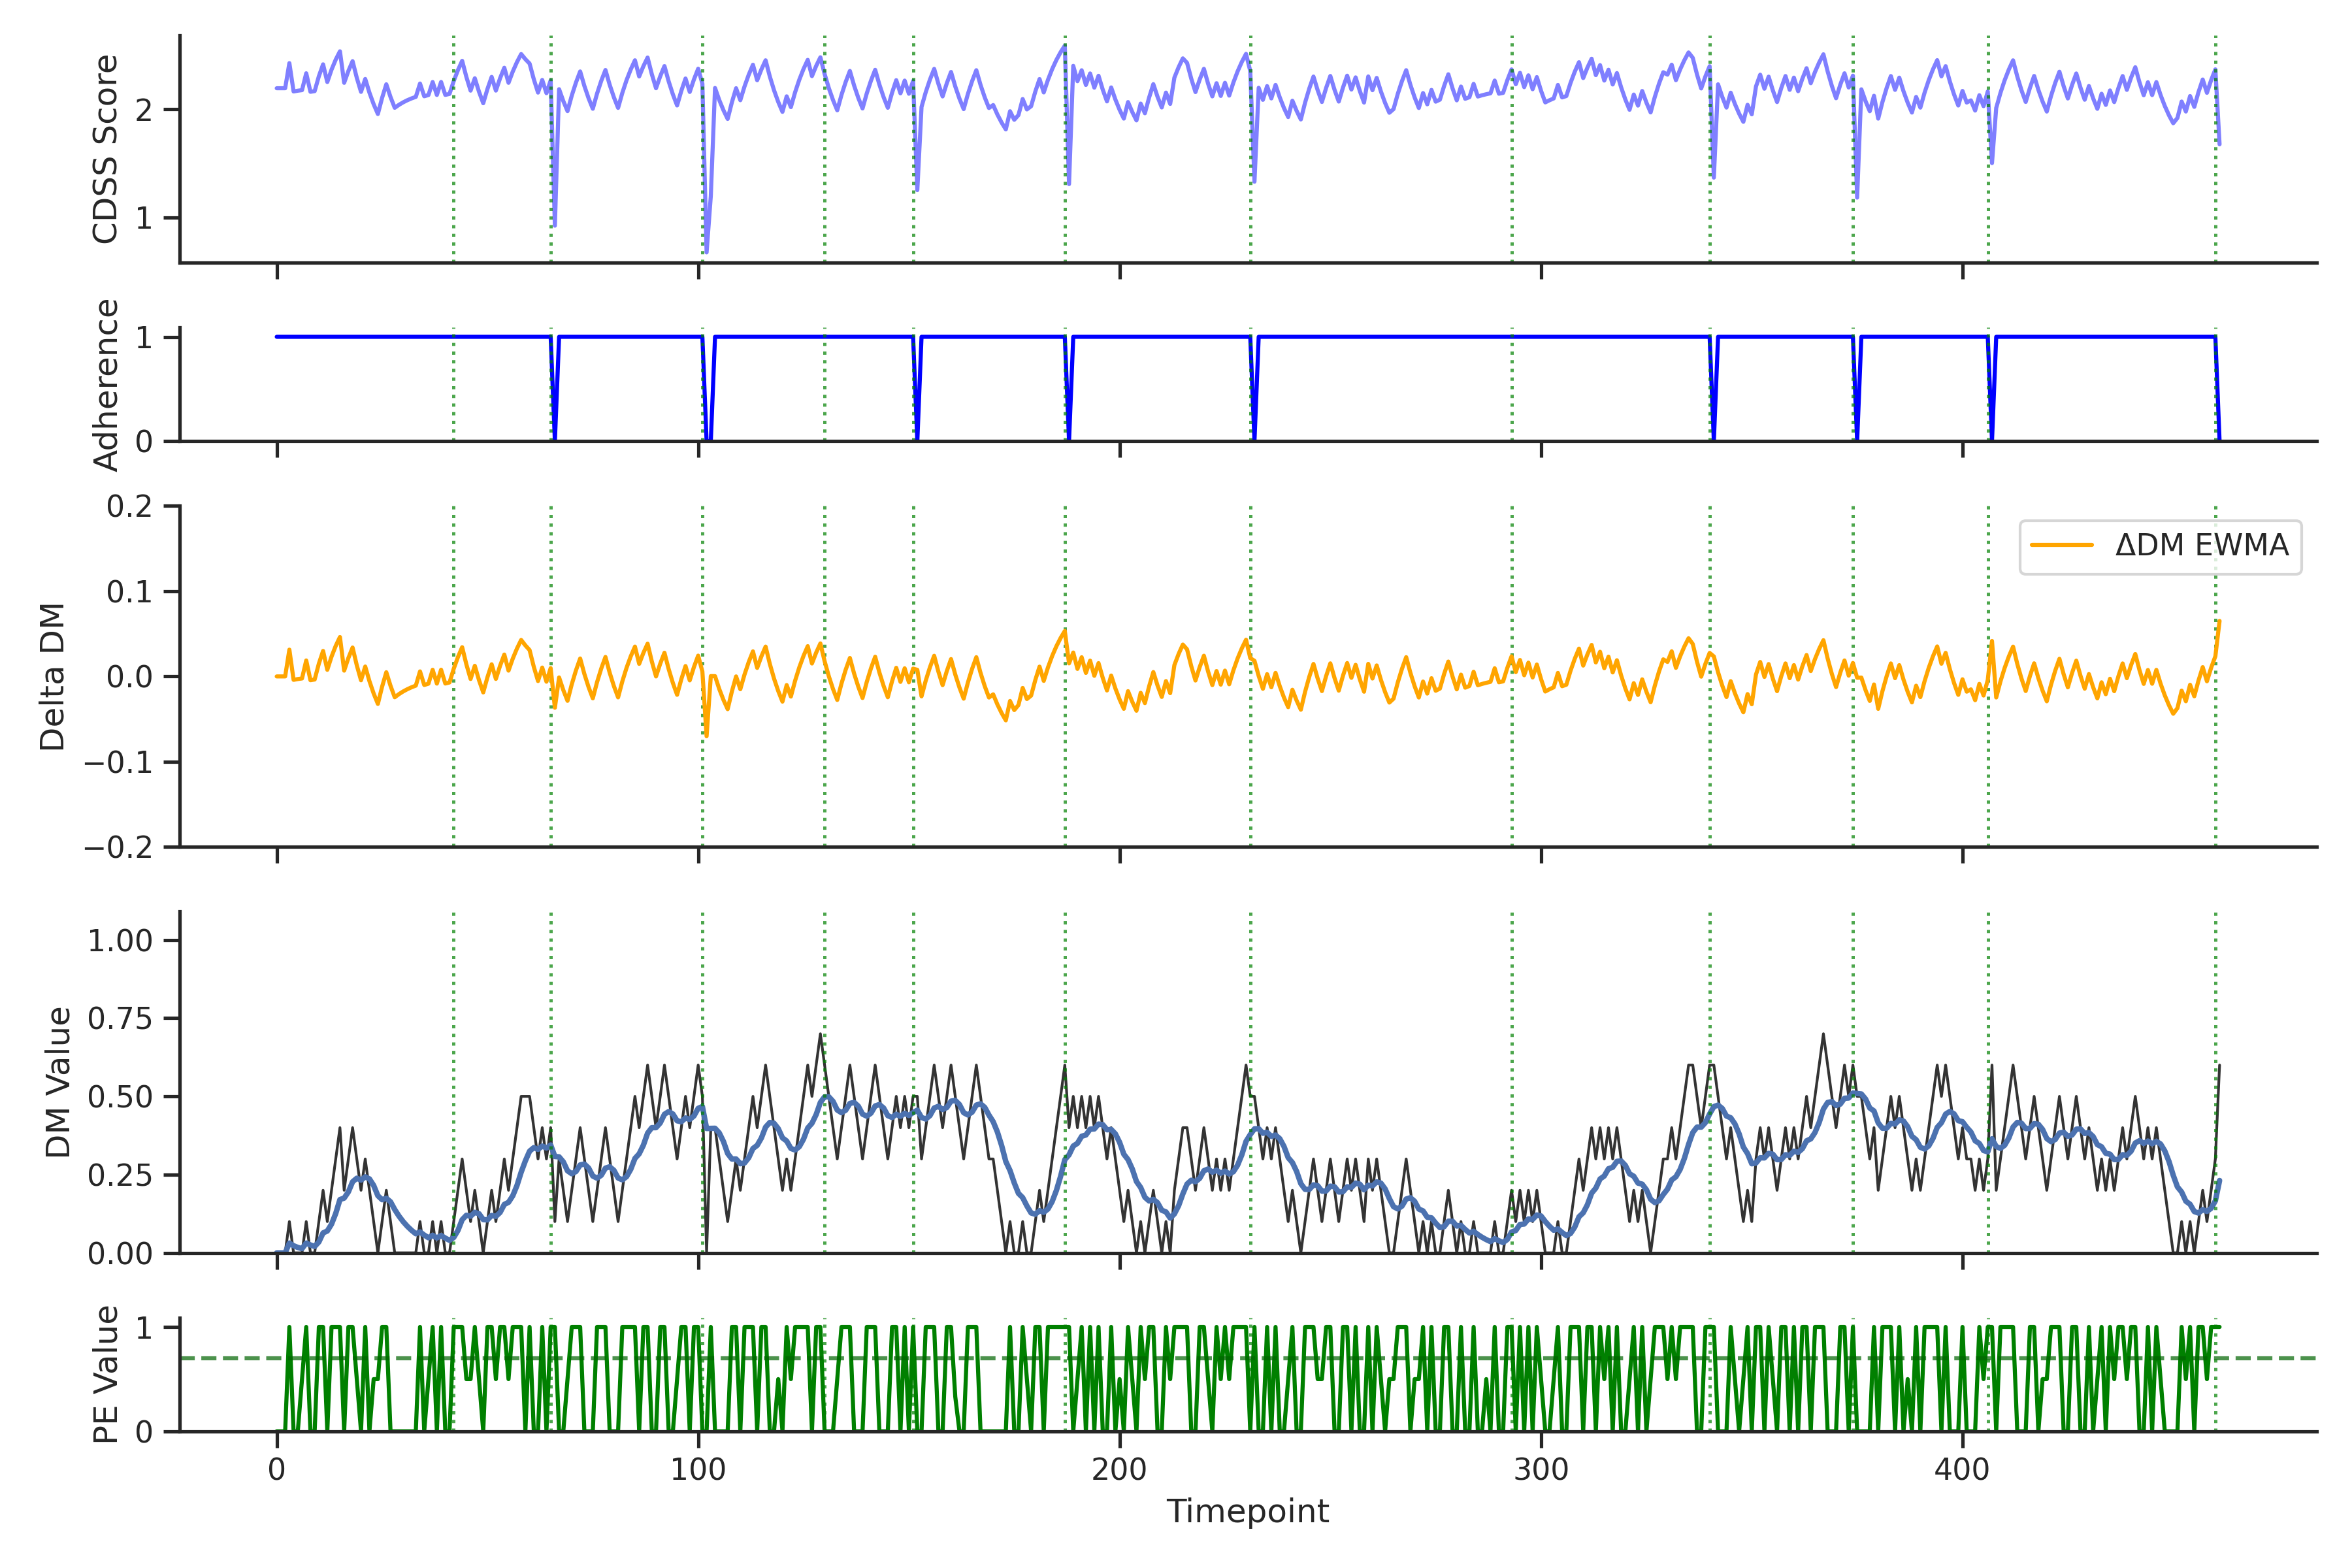 CDSS Score
2
1
Adherence
1
0
Delta DM
0.2
0.1
0.0
−0.1
−0.2
ΔDM EWMA
DM Value
1.00
0.75
0.50
0.25
0.00
PE Value
1
0
0 100 200 300 400
Timepoint